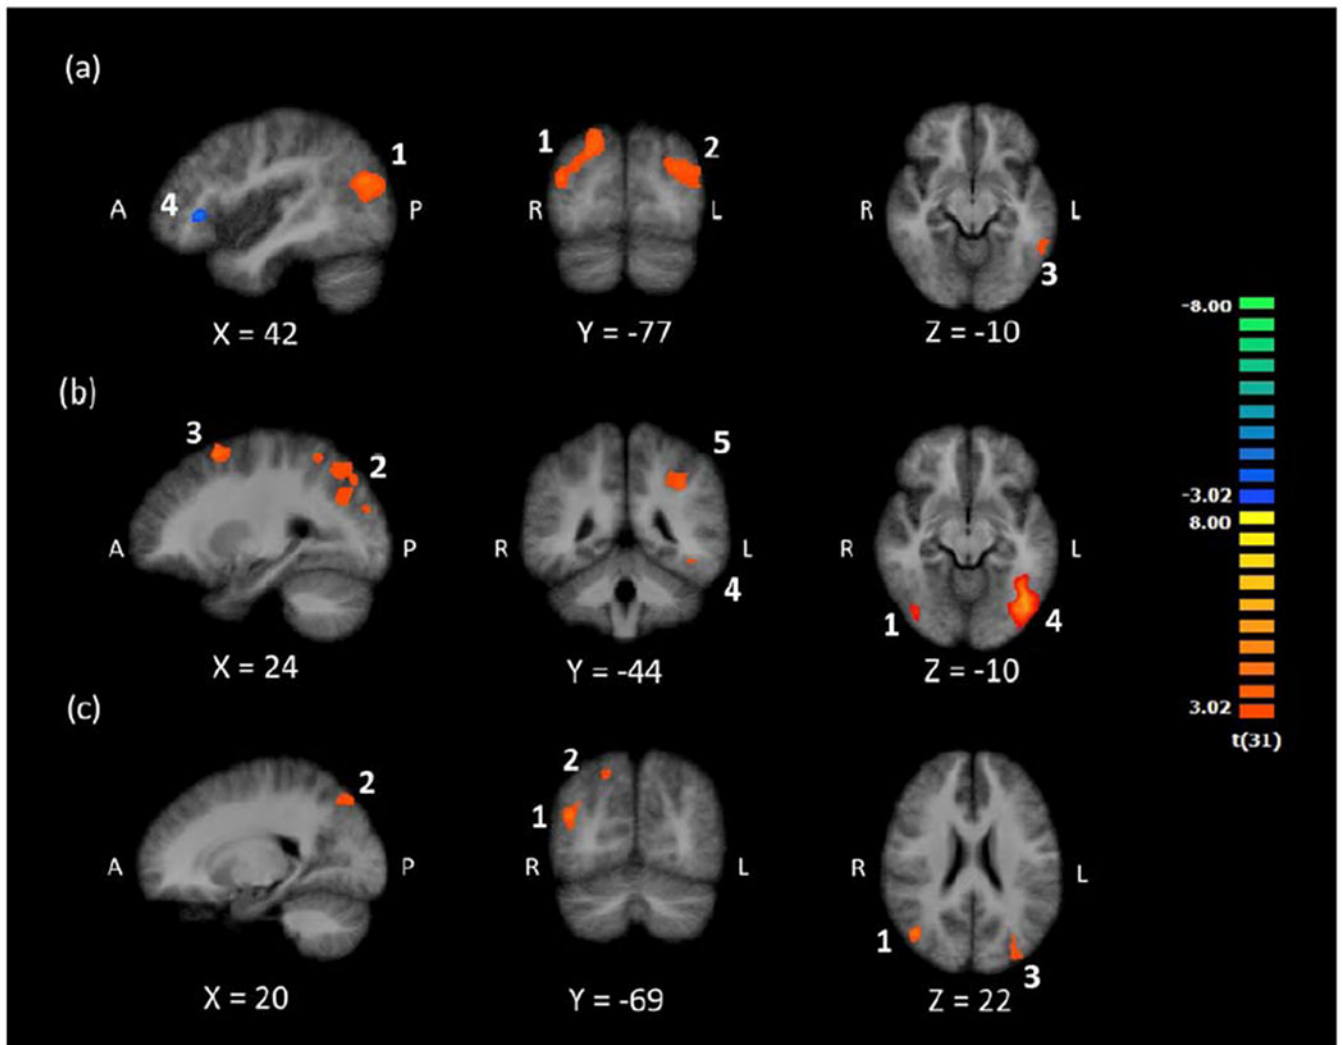 (a)
1
4
A
P
X = 42
1
2
R
L
Y = -77
R
L
3
Z = -10
(b)
3
2
A
P
X = 24
5
R
L
4
Y = -44
R
L
1
4
Z = -10
(c)
2
A
P
X = 20
2
1
R
L
Y = -69
R
L
1
3
Z = 22
-8.00
-3.02
8.00
3.02
t(31)